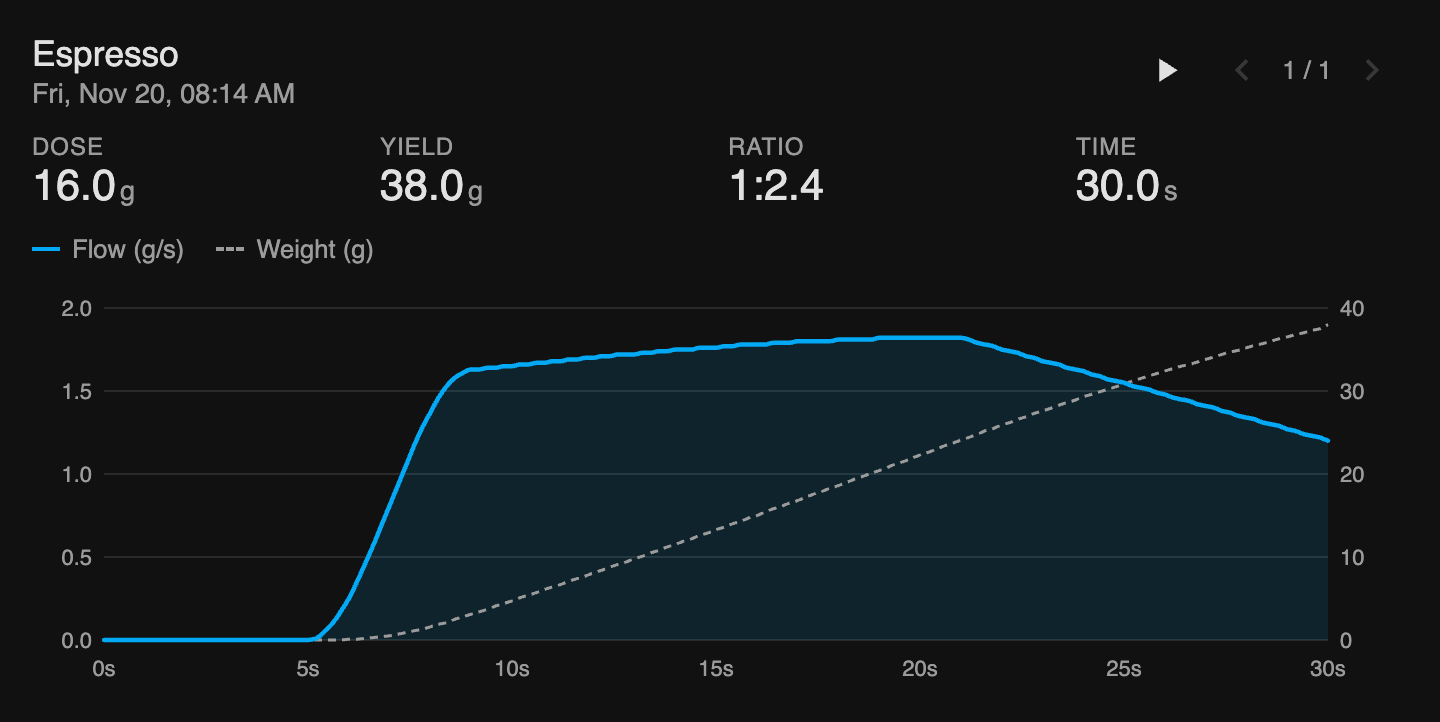 Espresso
Fri, Nov 20, 08:14 AM
1 / 1
DOSE YIELD RATIO TIME
16.0g 38.0g 1:2.4 30.0s
Flow (g/s) Weight (g)
2.0 40
1.5 30
1.0 20
0.5 10
0.0 0
0s 5s 10s 15s 20s 25s 30s